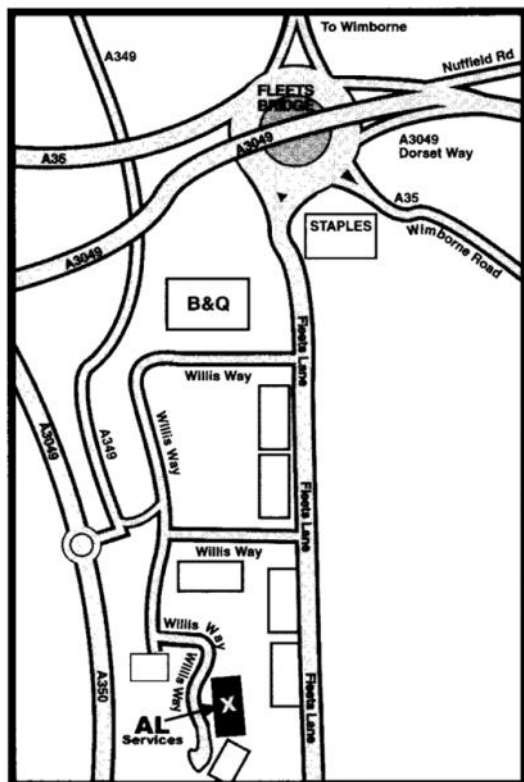 To Wimborne
A349
Nuffield Rd
FLEETS
BRIDGE
A3049
A35
A3049
Dorset Way
A35
STAPLES
Wimborne Road
A3049
B&Q
Fleets Lane
Willis Way
A3049
A349
Willis Way
Fleets Lane
Willis Way
Willis Way
Willis Way
A350
AL
Services
X
Fleets Lane